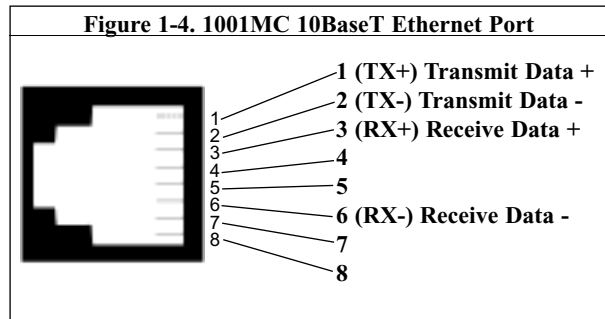 Figure 1-4. 1001MC 10BaseT Ethernet Port
1 1 (TX+) Transmit Data +
2 2 (TX-) Transmit Data -
3 3 (RX+) Receive Data +
4 4
5 5
6 6 (RX-) Receive Data -
7 7
8 8